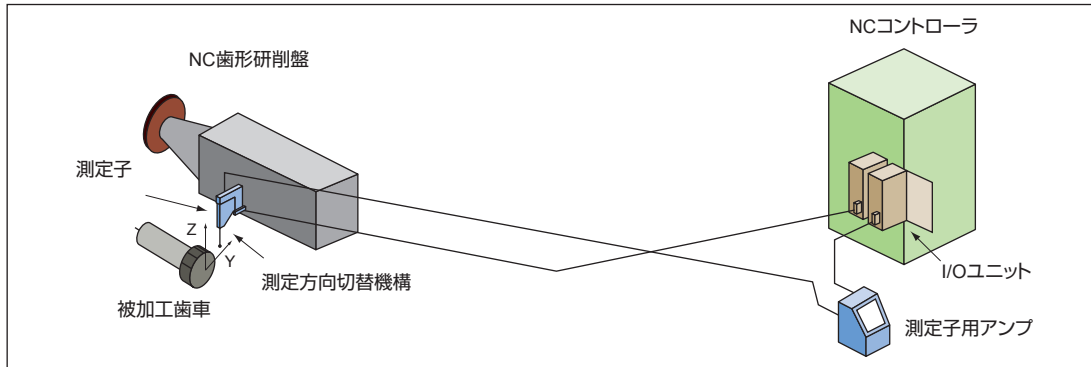 NCコントローラ
NC歯形研削盤
測定子
Z
Y
測定方向切替機構
被加工歯車
I/Oユニット
測定子用アンプ